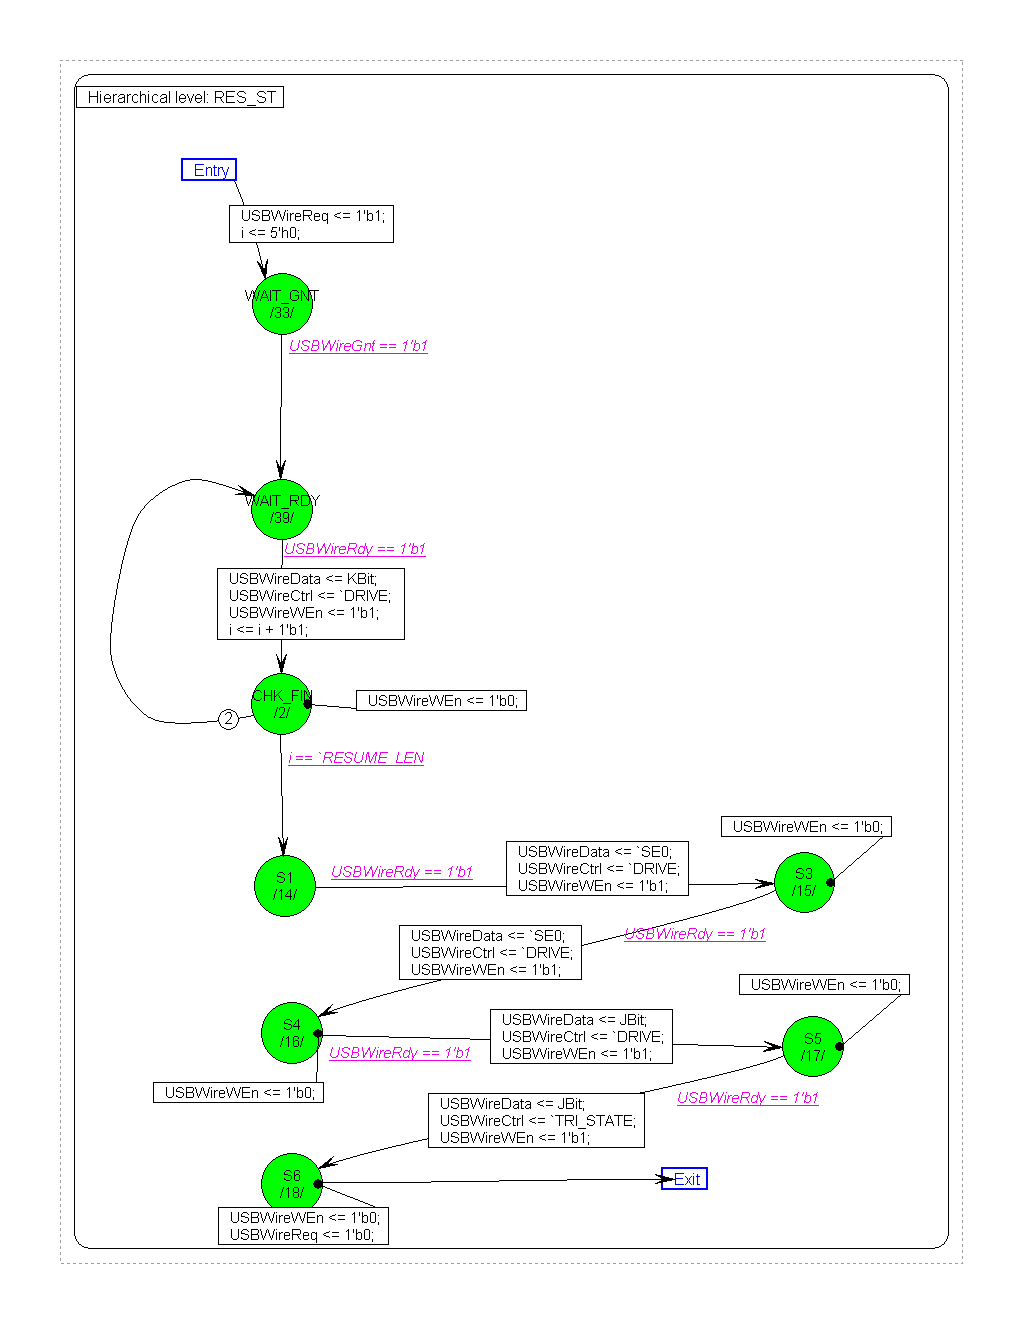 Hierarchical level: RES_ST
Entry
USBWireReq <= 1'b1;
i <= 5'h0;
WAIT_GNT
/33/
USBWireGnt == 1'b1
WAIT_RDY
/39/
USBWireRdy == 1'b1
USBWireData <= KBit;
USBWireCtrl <= `DRIVE;
USBWireWEn <= 1'b1;
i <= i + 1'b1;
CHK_FIN
/2/
USBWireWEn <= 1'b0;
2
i == `RESUME_LEN
USBWireWEn <= 1'b0;
S1
/14/
USBWireRdy == 1'b1
USBWireData <= `SE0;
USBWireCtrl <= `DRIVE;
USBWireWEn <= 1'b1;
S3
/15/
USBWireData <= `SE0;
USBWireCtrl <= `DRIVE;
USBWireWEn <= 1'b1;
USBWireRdy == 1'b1
USBWireWEn <= 1'b0;
S4
/16/
USBWireRdy == 1'b1
USBWireData <= JBit;
USBWireCtrl <= `DRIVE;
USBWireWEn <= 1'b1;
S5
/17/
USBWireWEn <= 1'b0;
USBWireRdy == 1'b1
USBWireData <= JBit;
USBWireCtrl <= `TRI_STATE;
USBWireWEn <= 1'b1;
S6
/18/
Exit
USBWireWEn <= 1'b0;
USBWireReq <= 1'b0;